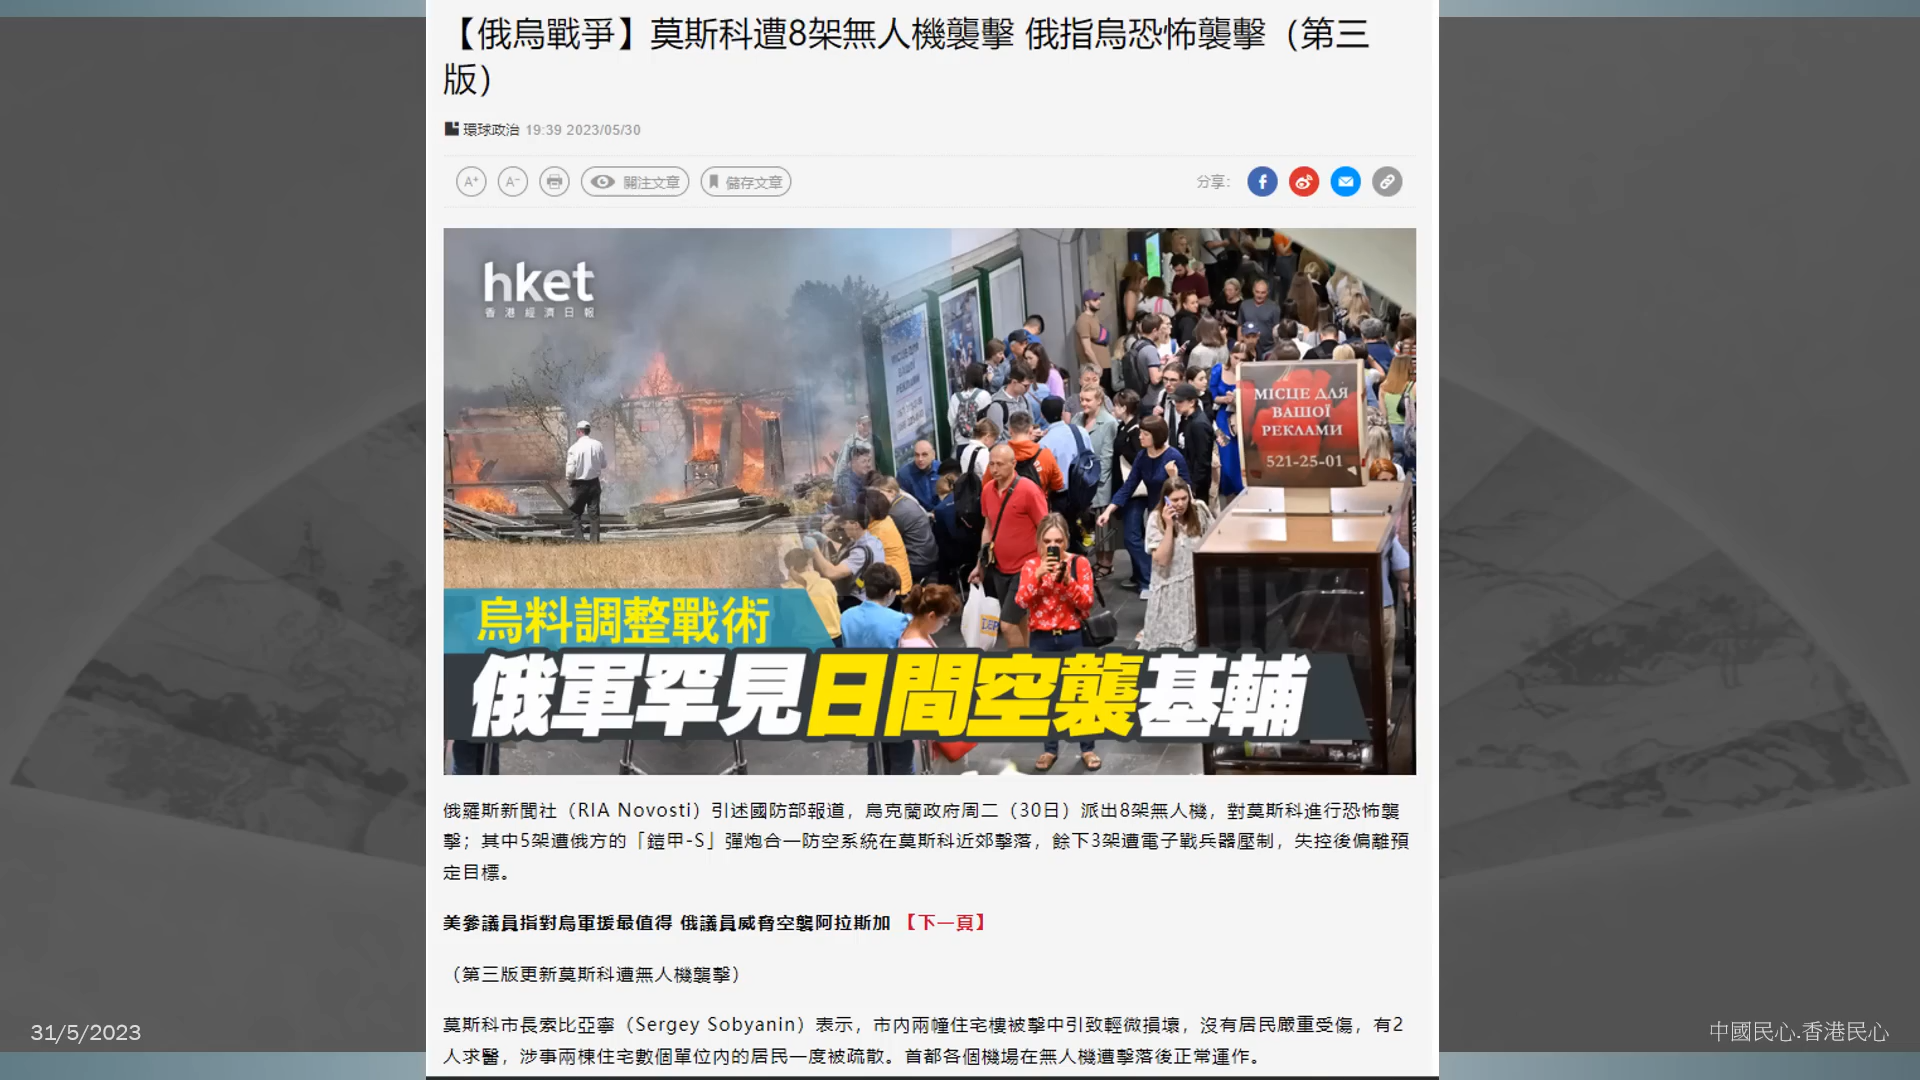 【俄烏戰爭】莫斯科遭8架無人機襲擊 俄指烏恐怖襲擊（第三
版）
環球政治 19:39 2023/05/30
A+ A- 關注文章 儲存文章 分享：
hket
香港經濟日報
МІСЦЕ ДЛЯ
ВАШОЇ
РЕКЛАМИ
521-25-01
烏料調整戰術
俄軍罕見日間空襲基輔
俄羅斯新聞社（RIA Novosti）引述國防部報道，烏克蘭政府周二（30日）派出8架無人機，對莫斯科進行恐怖襲
擊；其中5架遭俄方的「鎧甲-S」彈炮合一防空系統在莫斯科近郊擊落，餘下3架遭電子戰兵器壓制，失控後偏離預
定目標。
美參議員指對烏軍援最值得 俄議員威脅空襲阿拉斯加 【下一頁】
（第三版更新莫斯科遭無人機襲擊）
莫斯科市長索比亞寧（Sergey Sobyanin）表示，市內兩幢住宅樓被擊中引致輕微損壞，沒有居民嚴重受傷，有2
人求醫，涉事兩棟住宅數個單位內的居民一度被疏散。首都各個機場在無人機遭擊落後正常運作。
31/5/2023
中國民心.香港民心